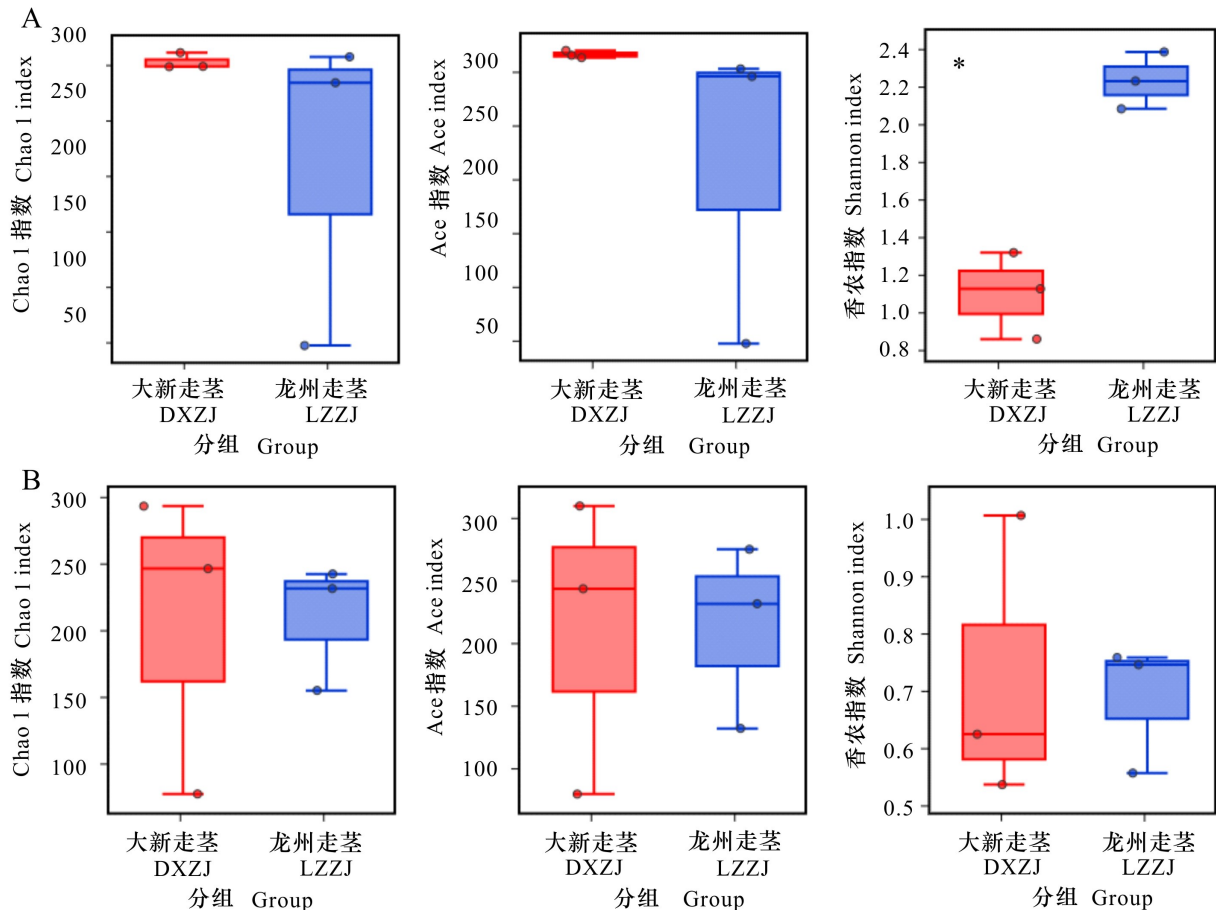 A
Chao 1 指数 Chao 1 index
300
250
200
150
100
50
大新走茎
DXZJ
龙州走茎
LZZJ
分组 Group
Ace 指数 Ace index
300
250
200
150
100
50
大新走茎
DXZJ
龙州走茎
LZZJ
分组 Group
香农指数 Shannon index
2.4
2.2
2.0
1.8
1.6
1.4
1.2
1.0
0.8
*
大新走茎
DXZJ
龙州走茎
LZZJ
分组 Group
B
Chao 1 指数 Chao 1 index
300
250
200
150
100
大新走茎
DXZJ
龙州走茎
LZZJ
分组 Group
Ace指数 Ace index
300
250
200
150
100
大新走茎
DXZJ
龙州走茎
LZZJ
分组 Group
香农指数 Shannon index
1.0
0.9
0.8
0.7
0.6
0.5
大新走茎
DXZJ
龙州走茎
LZZJ
分组 Group